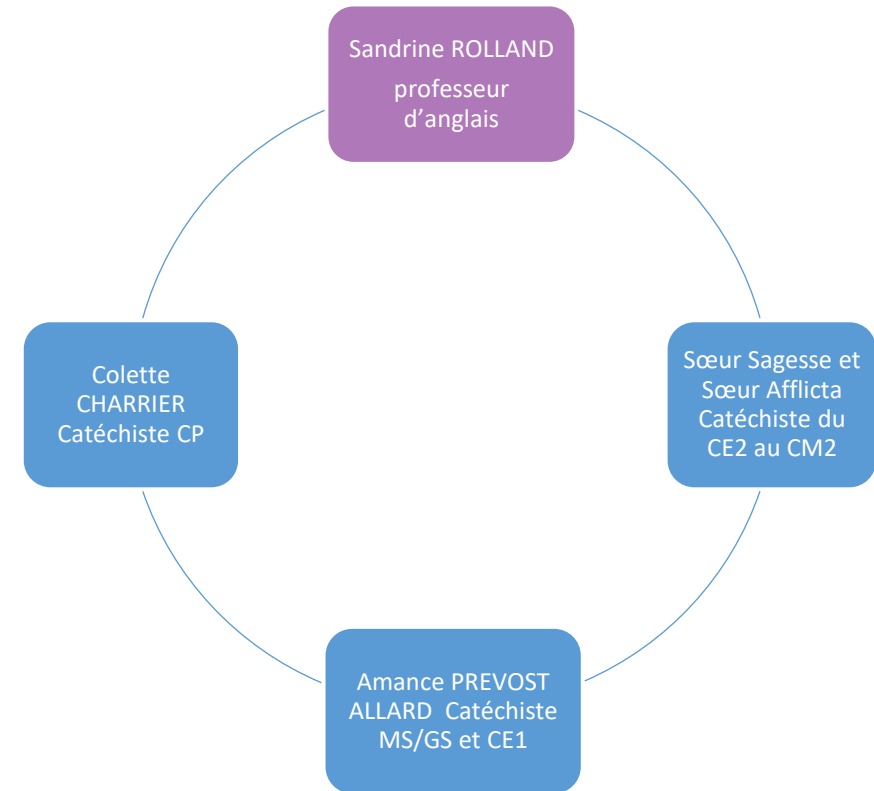 Sandrine ROLLAND
professeur
d’anglais
Colette
CHARRIER
Catéchiste CP
Sœur Sagesse et
Sœur Afflicta
Catéchiste du
CE2 au CM2
Amance PREVOST
ALLARD  Catéchiste
MS/GS et CE1